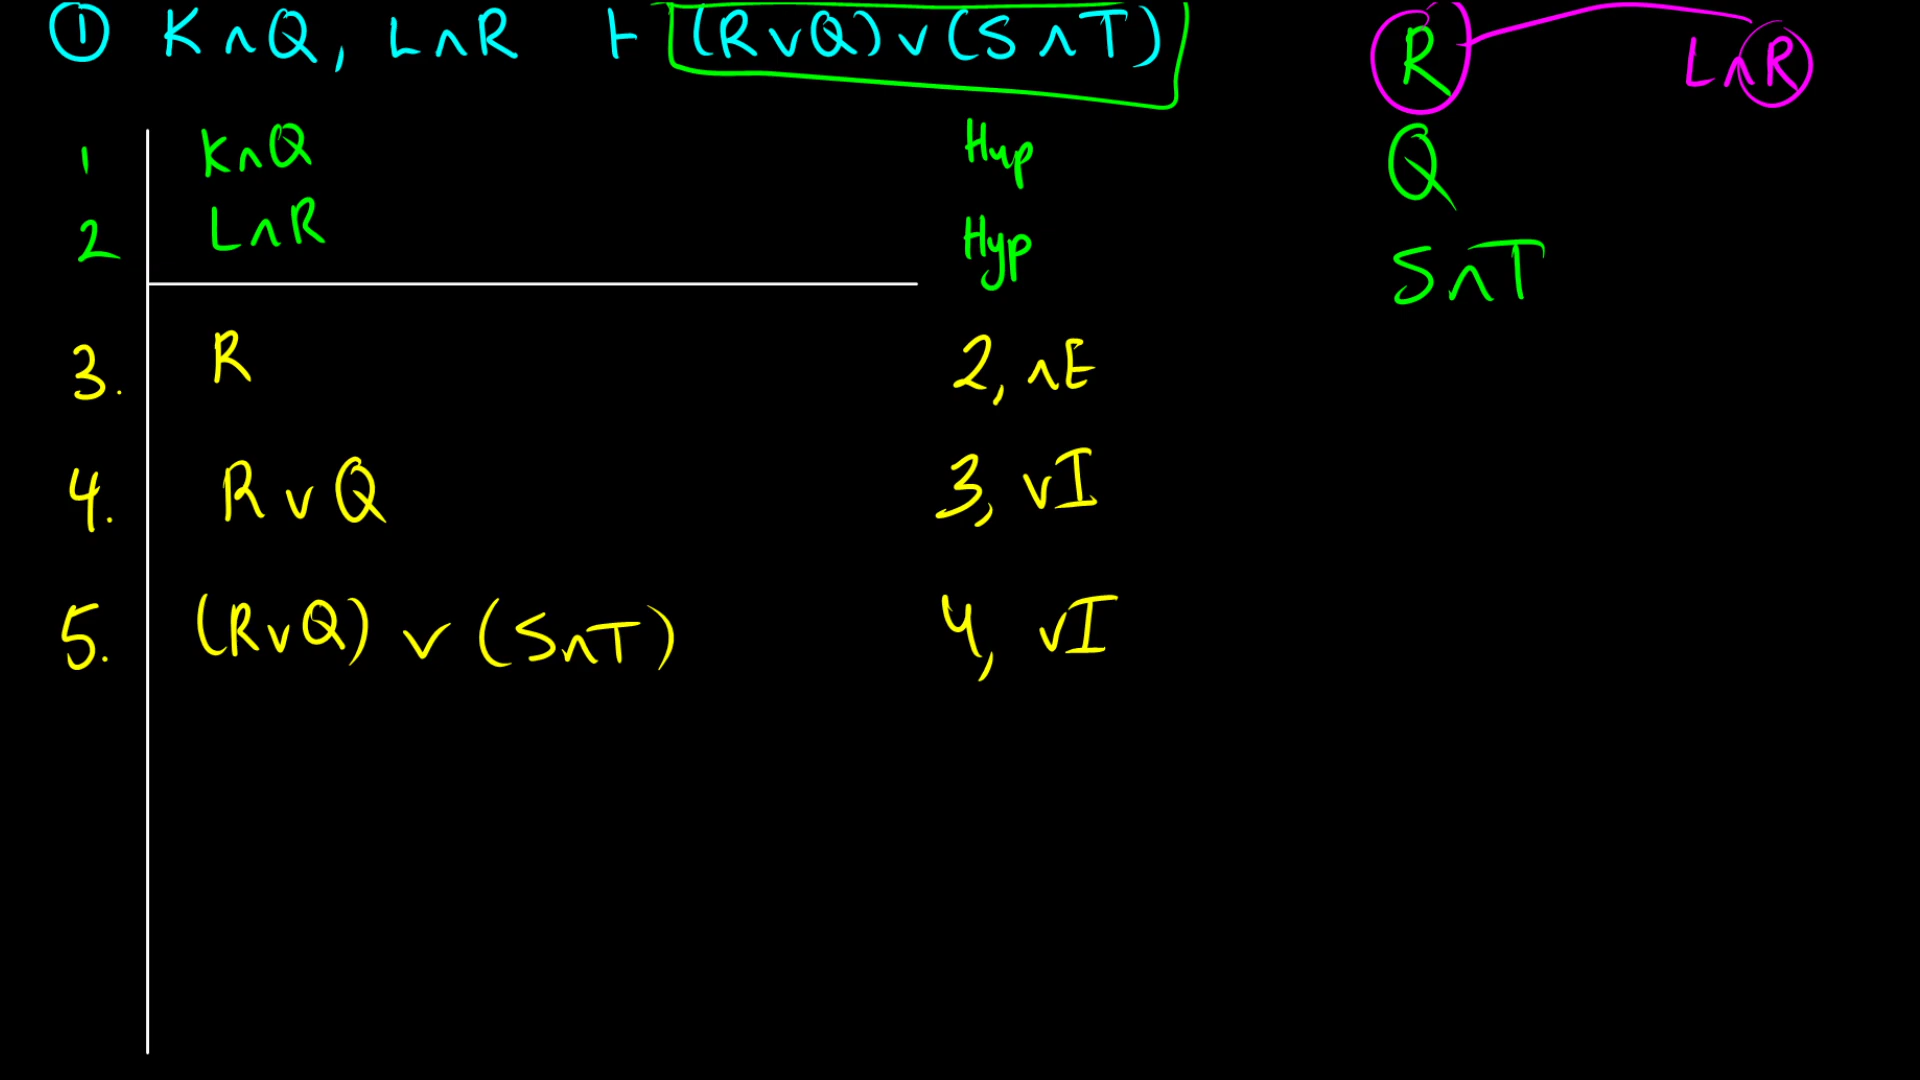 ① K∧Q, L∧R ⊢ (R∨Q)∨(S∧T)
1 K∧Q Hyp
2 L∧R Hyp
3. R 2, ∧E
4. R∨Q 3, ∨I
5. (R∨Q) ∨ (S∧T) 4, ∨I
R L∧R
Q
S∧T